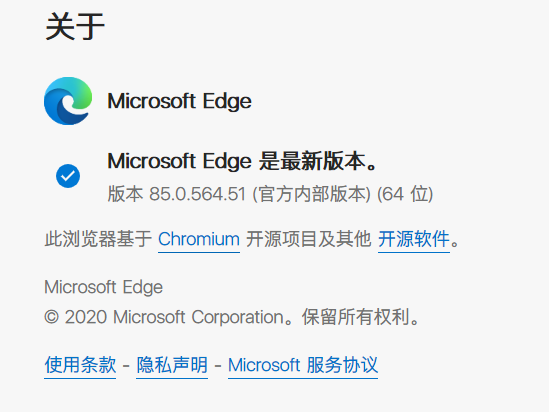 关于
Microsoft Edge
Microsoft Edge 是最新版本。
版本 85.0.564.51 (官方内部版本) (64 位)
此浏览器基于 Chromium 开源项目及其他 开源软件。
Microsoft Edge
© 2020 Microsoft Corporation。保留所有权利。
使用条款 - 隐私声明 - Microsoft 服务协议